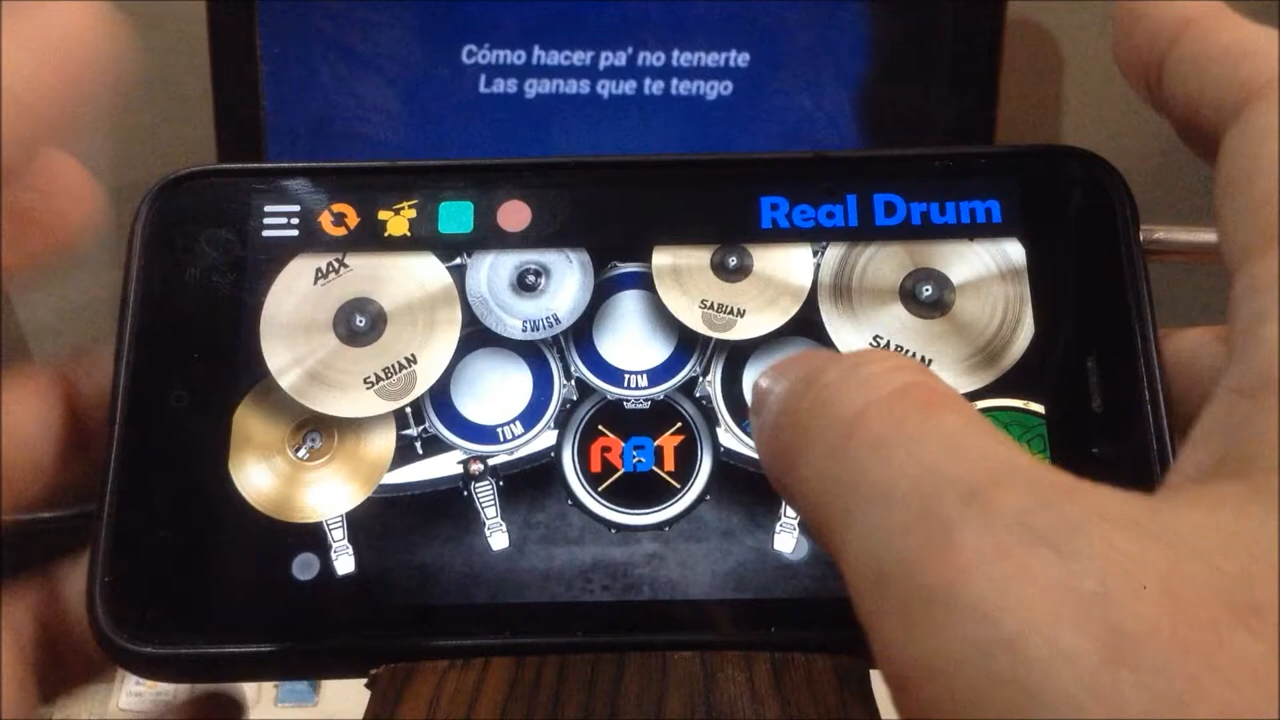 Cómo hacer pa' no tenerte
Las ganas que te tengo
Real Drum
AAX
SABIAN
SWISH
SABIAN
SABIAN
TOM
TOM
RBT